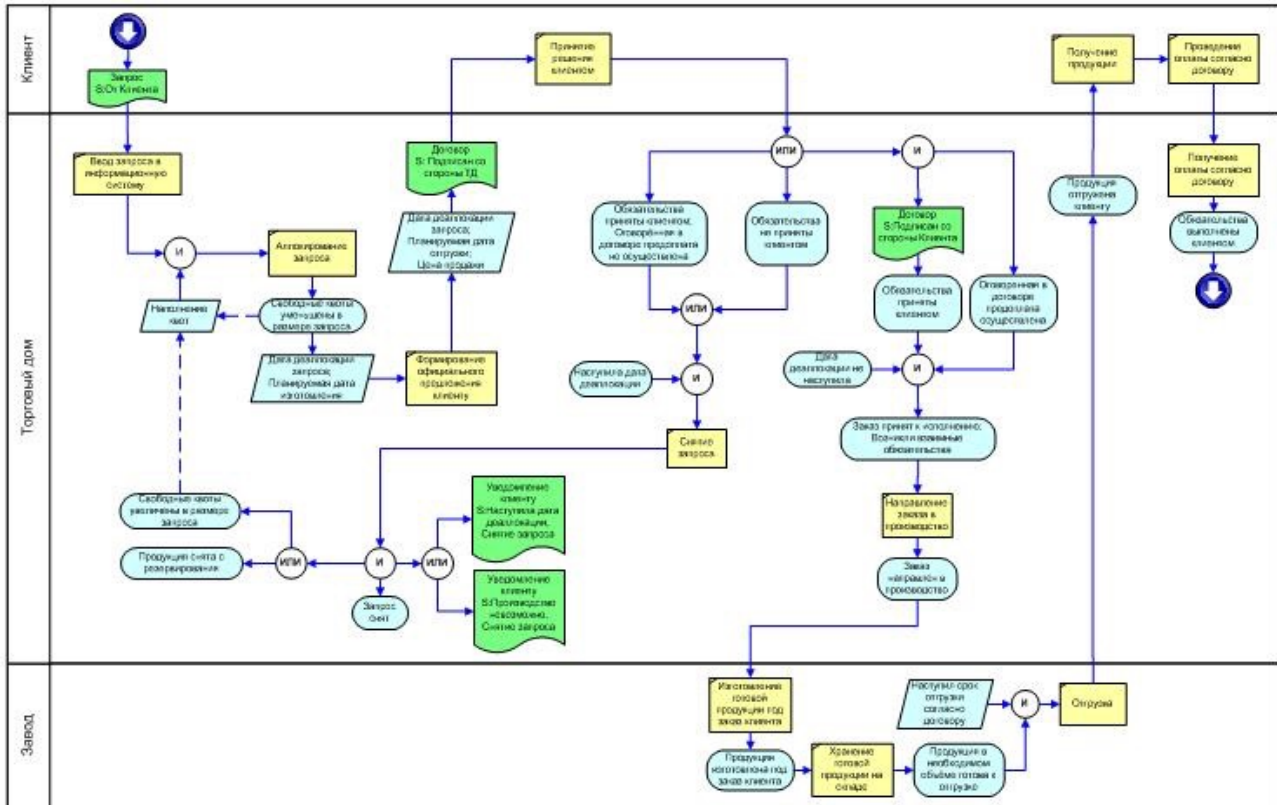 Клиент
Запрос
S:От Клиента
Принятие
решения
клиентом
Получение
продукции
Проведение
оплаты согласно
договору
Торговый дом
Ввод запроса в
информационную
систему
И
Аллокирование
запроса
Наполнение
квот
Свободные квоты
уменьшены в
размере запроса
Дата деаллокации
запроса;
Планируемая дата
изготовления
Формирование
официального
предложения
клиенту
Дата деаллокации
запроса;
Планируемая дата
отгрузки;
Цена продажи
Договор
S: Подписан со
стороны ТД
ИЛИ
И
Обязательства
приняты клиентом;
Оговорённая в
договоре предоплата
не осуществлена
Обязательства
не приняты
клиентом
Договор
S:Подписан со
стороны Клиента
Обязательства
приняты
клиентом
Оговоренная в
договоре
предоплата
осуществлена
Продукция
отгружена
клиенту
Получение
оплаты согласно
договору
Обязательства
выполнены
клиентом
ИЛИ
Наступила дата
деаллокации
И
Дата
деаллокации не
наступила
И
Снятие
запроса
Заказ принят к исполнению;
Возникли взаимные
обязательства
Направление
заказа в
производство
Заказ
направлен в
производство
Свободные квоты
увеличены в размере
запроса
Продукция снята с
резервирования
ИЛИ
И
ИЛИ
Запрос
снят
Уведомление
клиенту
S:Наступила дата
деаллокации,
Снятие запроса
Уведомление
клиенту
S:Производство
невозможно,
Снятие запроса
Завод
Изготовление
готовой
продукции под
заказ клиента
Продукция
изготовлена под
заказ клиента
Хранение
готовой
продукции на
складе
Продукция в
необходимом
объёме готова к
отгрузке
Наступил срок
отгрузки
согласно
договору
И
Отгрузка